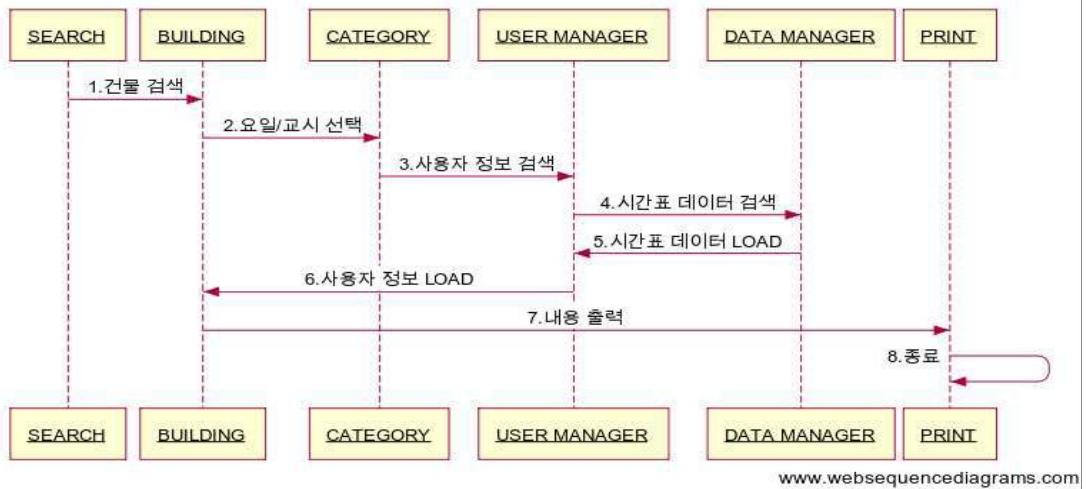 SEARCH BUILDING CATEGORY USER MANAGER DATA MANAGER PRINT
1.건물 검색
2.요일/교시 선택
3.사용자 정보 검색
4.시간표 데이터 검색
5.시간표 데이터 LOAD
6.사용자 정보 LOAD
7.내용 출력
8.종료
SEARCH BUILDING CATEGORY USER MANAGER DATA MANAGER PRINT
www.websequencediagrams.com